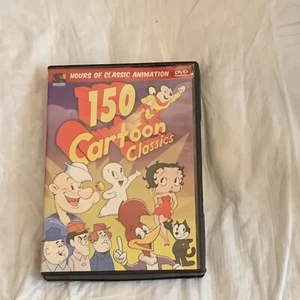 HOURS OF CLASSIC ANIMATION
DVD
150
Cartoon
Classics